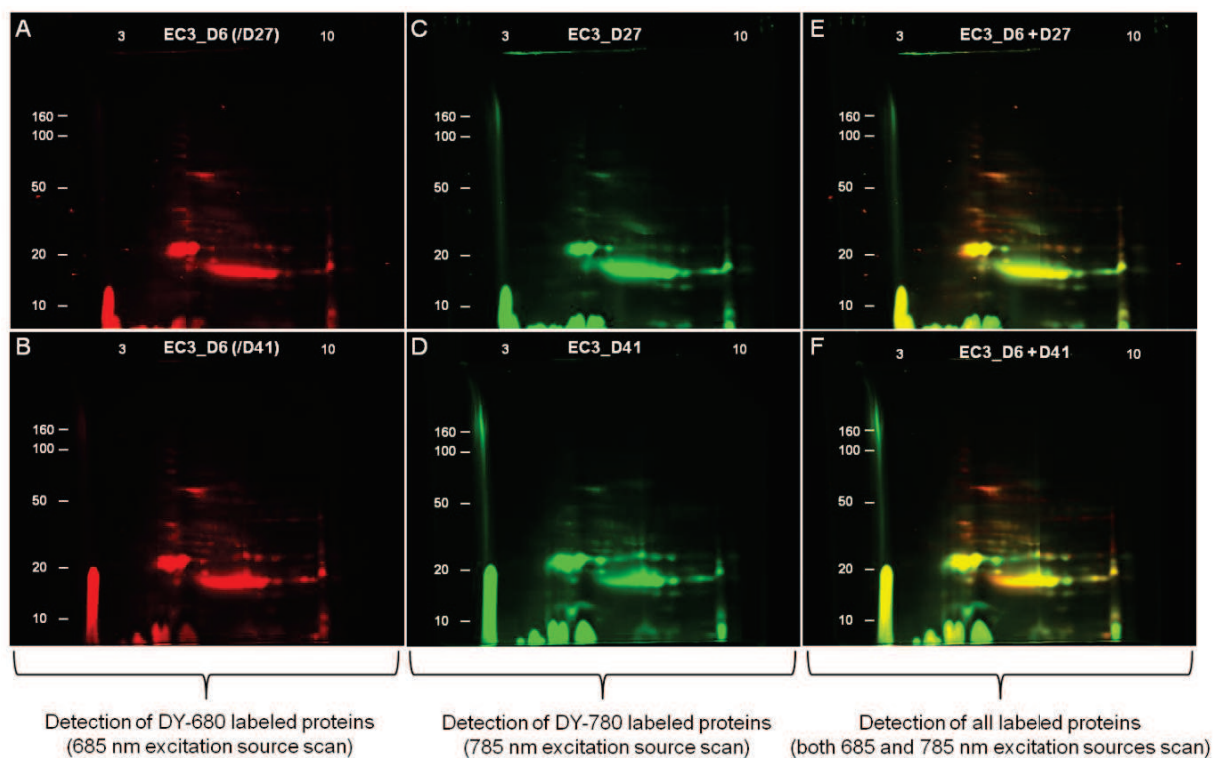 A 3 EC3_D6 (/D27) 10
160
100
50
20
10
C 3 EC3_D27 10
160
100
50
20
10
E 3 EC3_D6 +D27 10
160
100
50
20
10
B 3 EC3_D6 (/D41) 10
160
100
50
20
10
D 3 EC3_D41 10
160
100
50
20
10
F 3 EC3_D6 +D41 10
160
100
50
20
10
Detection of DY-680 labeled proteins
(685 nm excitation source scan)
Detection of DY-780 labeled proteins
(785 nm excitation source scan)
Detection of all labeled proteins
(both 685 and 785 nm excitation sources scan)